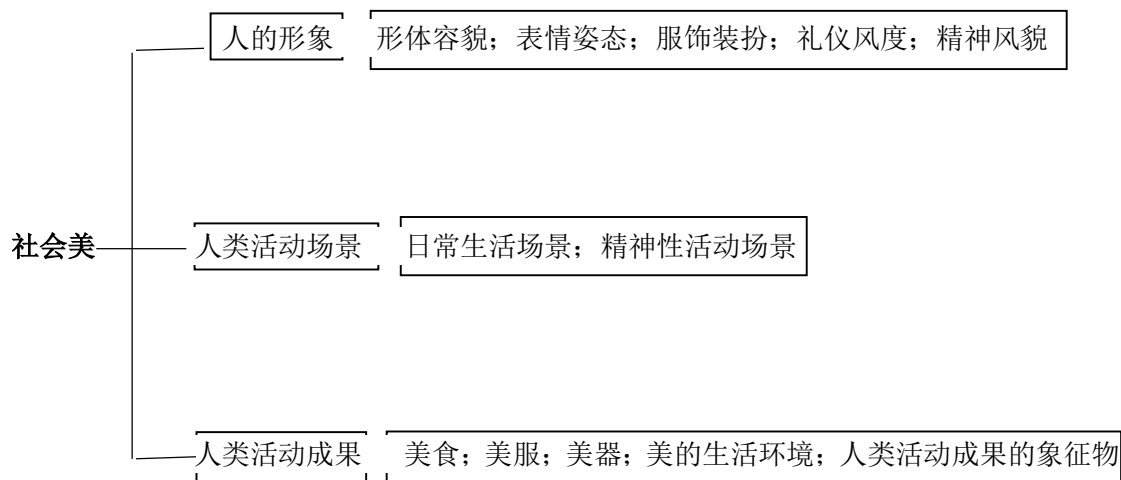 人的形象 形体容貌；表情姿态；服饰装扮；礼仪风度；精神风貌
社会美 人类活动场景 日常生活场景；精神性活动场景
人类活动成果 美食；美服；美器；美的生活环境；人类活动成果的象征物